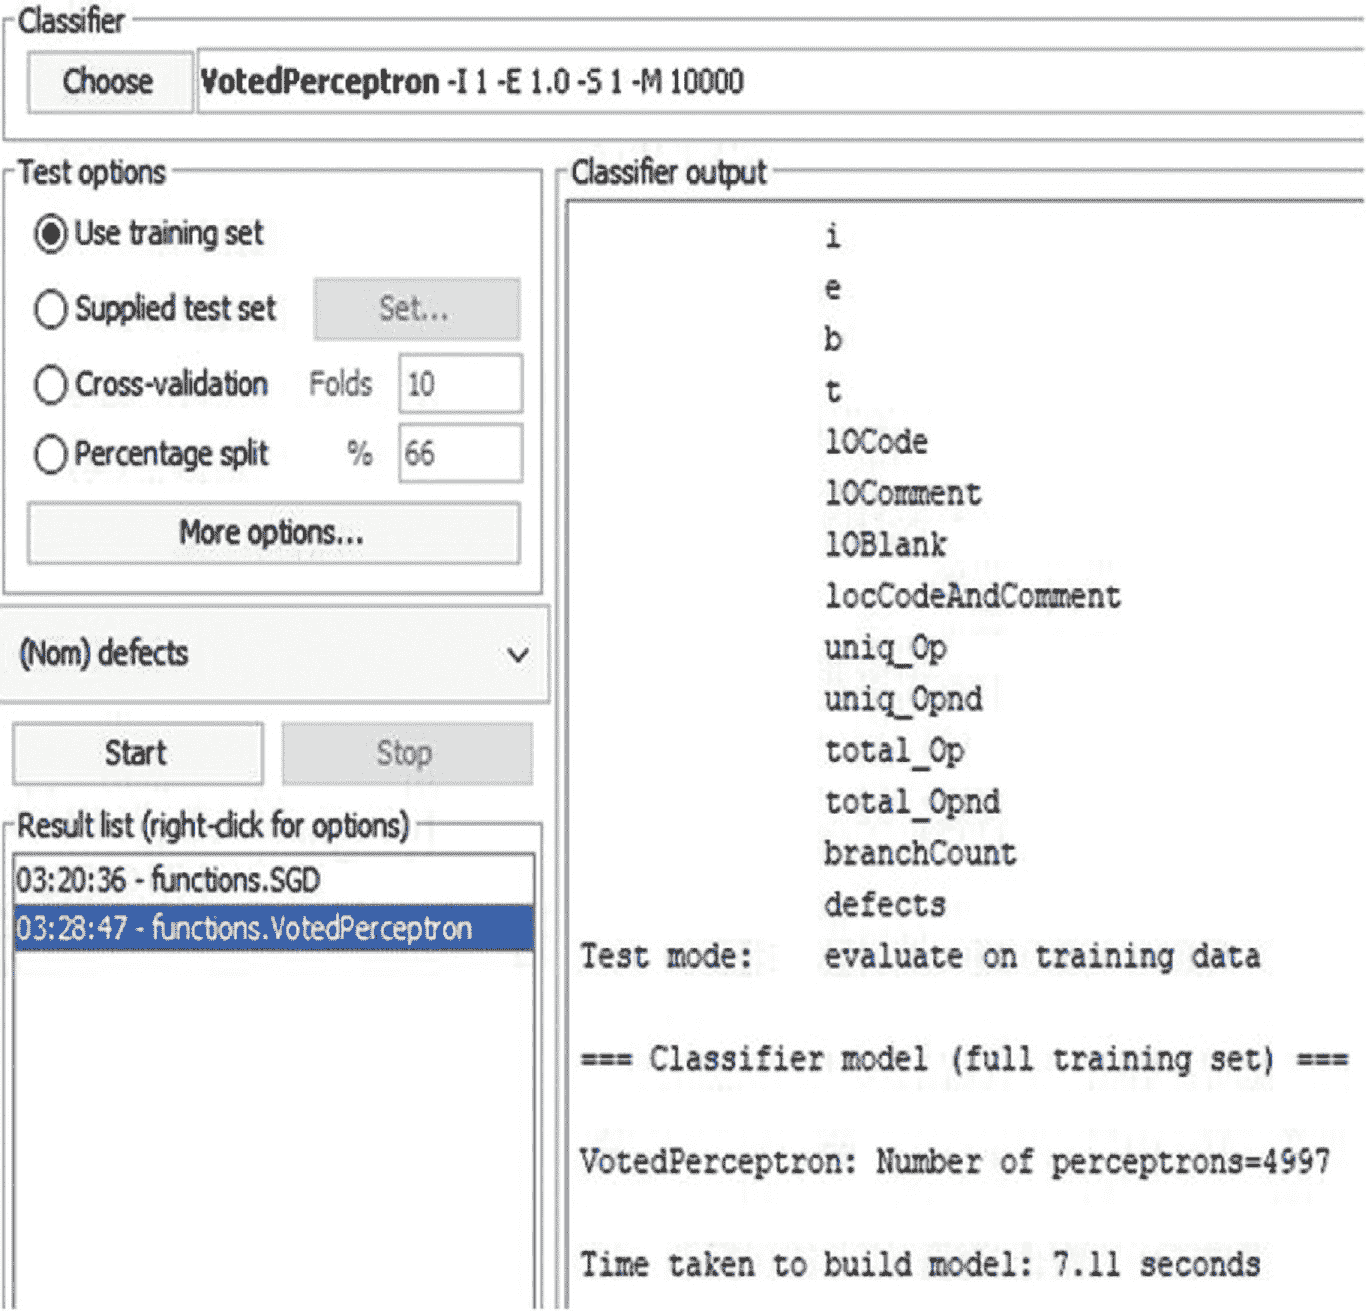 Classifier
Choose VotedPerceptron -I 1 -E 1.0 -S 1 -M 10000
Test options
Use training set
Supplied test set Set...
Cross-validation Folds 10
Percentage split % 66
More options...
(Nom) defects
Start Stop
Result list (right-click for options)
03:20:36 - functions.SGD
03:28:47 - functions.VotedPerceptron
Classifier output
i
e
b
t
lOCode
lOComment
lOBlank
locCodeAndComment
uniq_Op
uniq_Opnd
total_Op
total_Opnd
branchCount
defects
Test mode: evaluate on training data
=== Classifier model (full training set) ===
VotedPerceptron: Number of perceptrons=4997
Time taken to build model: 7.11 seconds